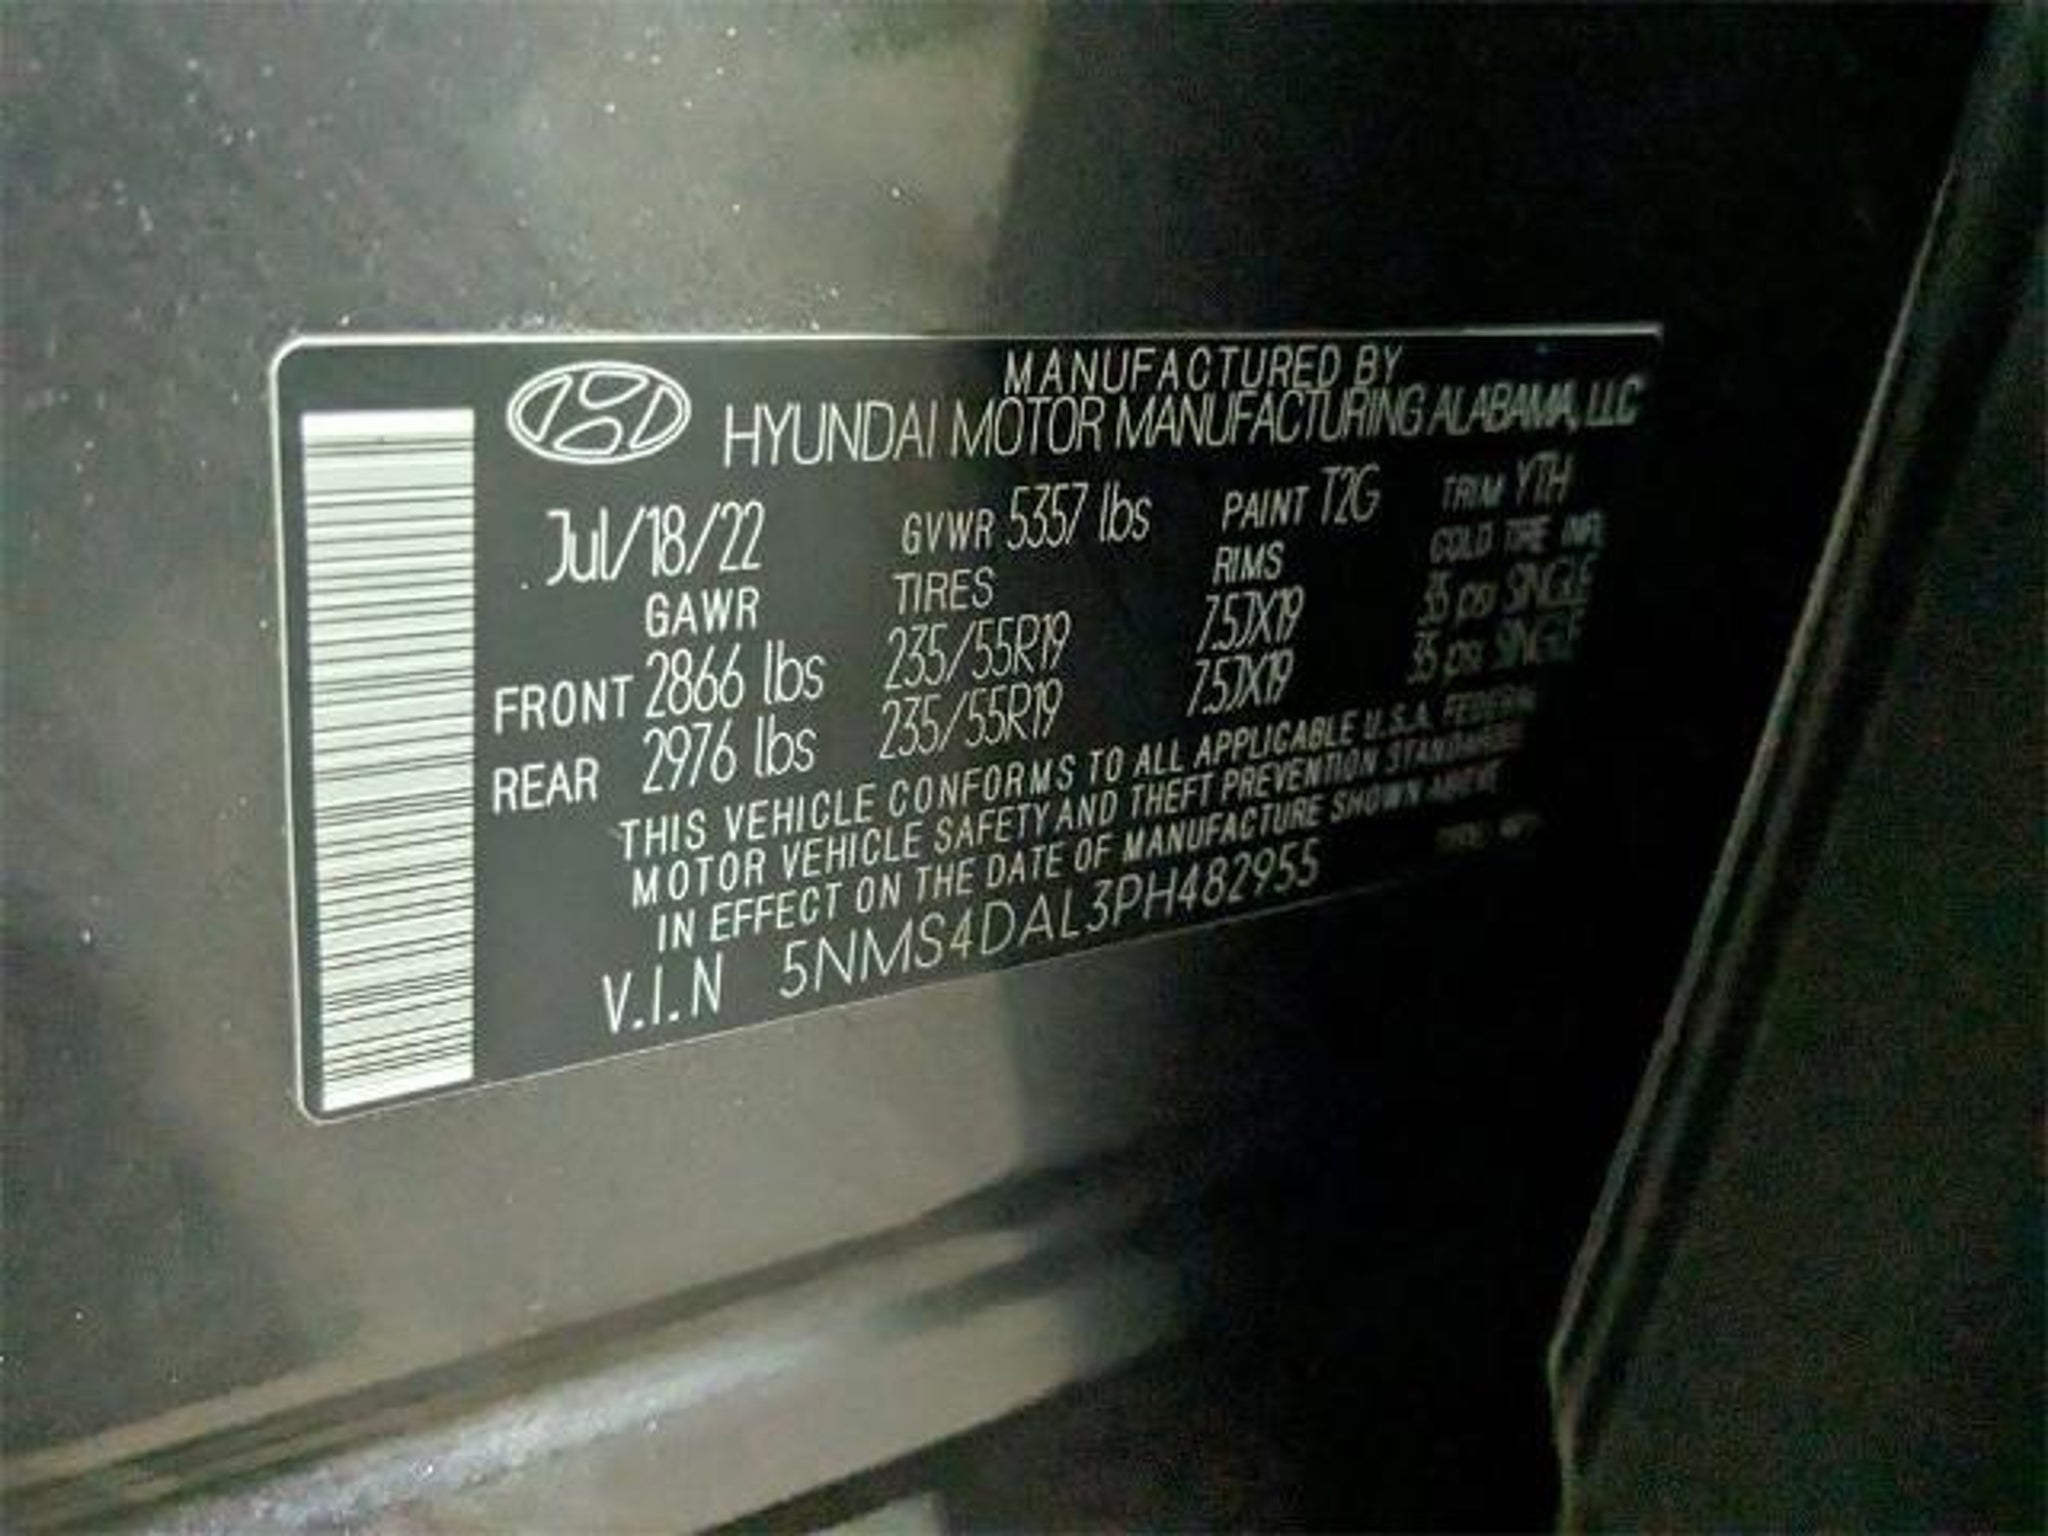 MANUFACTURED BY
HYUNDAI MOTOR MANUFACTURING ALABAMA, LLC
Jul/18/22 GVWR 5357 lbs PAINT T2G TRIM YTH
GAWR TIRES RIMS COLD TIRE INFL
FRONT 2866 lbs 235/55R19 7.5JX19 35 psi SINGLE
REAR 2976 lbs 235/55R19 7.5JX19 35 psi SINGLE
THIS VEHICLE CONFORMS TO ALL APPLICABLE U.S.A. FEDERAL
MOTOR VEHICLE SAFETY AND THEFT PREVENTION STANDARDS
IN EFFECT ON THE DATE OF MANUFACTURE SHOWN ABOVE
V.I.N 5NMS4DAL3PH482955